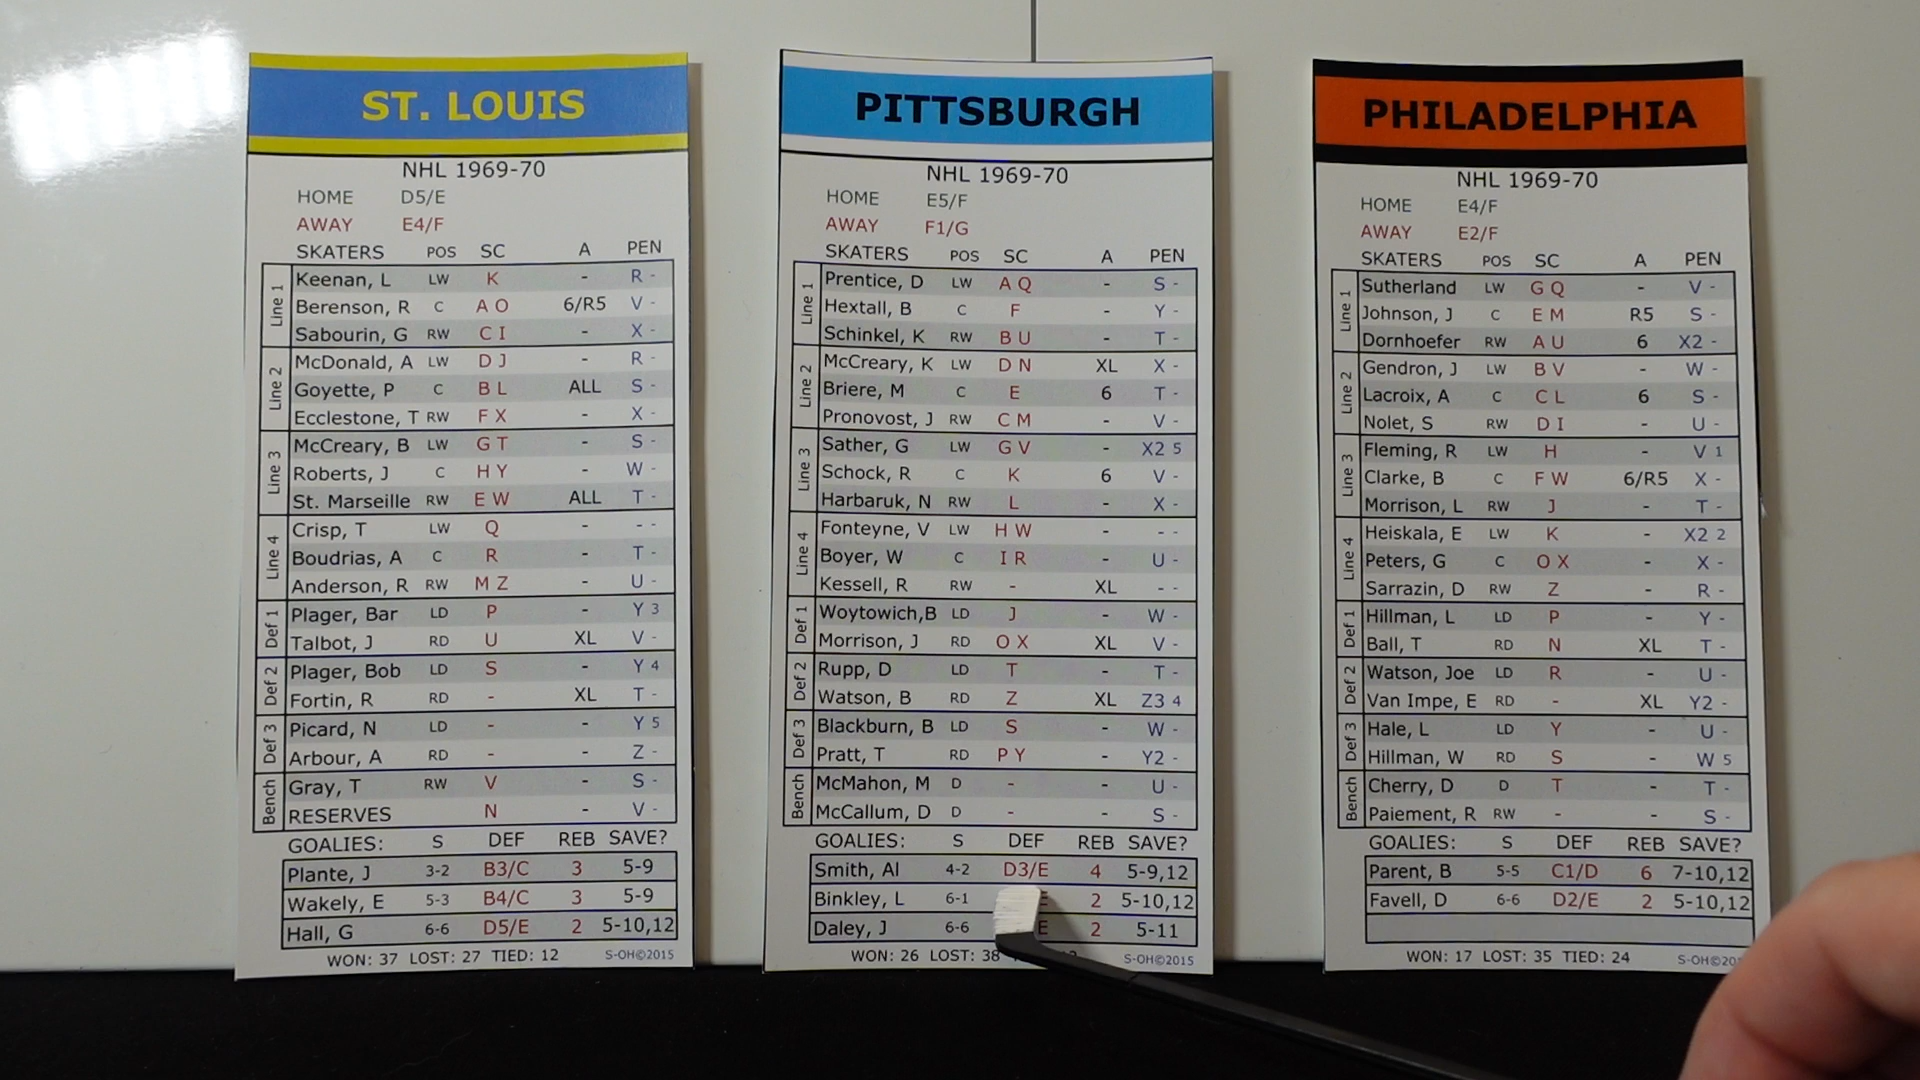 ST. LOUIS
NHL 1969-70
HOME D5/E
AWAY E4/F
SKATERS POS SC A PEN
Line 1
Keenan, L LW K - R -
Berenson, R C A O 6/R5 V -
Sabourin, G RW C I - X -
Line 2
McDonald, A LW D J - R -
Goyette, P C B L ALL S -
Ecclestone, T RW F X - X -
Line 3
McCreary, B LW G T - S -
Roberts, J C H Y - W -
St. Marseille RW E W ALL T -
Line 4
Crisp, T LW Q - - -
Boudrias, A C R - T -
Anderson, R RW M Z - U -
Def 1
Plager, Bar LD P - Y 3
Talbot, J RD U XL V -
Def 2
Plager, Bob LD S - Y 4
Fortin, R RD - XL T -
Def 3
Picard, N LD - - Y 5
Arbour, A RD - - Z -
Bench
Gray, T RW V - S -
RESERVES N - V -
GOALIES: S DEF REB SAVE?
Plante, J 3-2 B3/C 3 5-9
Wakely, E 5-3 B4/C 3 5-9
Hall, G 6-6 D5/E 2 5-10,12
WON: 37 LOST: 27 TIED: 12 S-OH©2015
PITTSBURGH
NHL 1969-70
HOME E5/F
AWAY F1/G
SKATERS POS SC A PEN
Line 1
Prentice, D LW A Q - S -
Hextall, B C F - Y -
Schinkel, K RW B U - T -
Line 2
McCreary, K LW D N XL X -
Briere, M C E 6 T -
Pronovost, J RW C M - V -
Line 3
Sather, G LW G V - X2 5
Schock, R C K 6 V -
Harbaruk, N RW L - X -
Line 4
Fonteyne, V LW H W - - -
Boyer, W C I R - U -
Kessell, R RW - XL - -
Def 1
Woytowich,B LD J - W -
Morrison, J RD O X XL V -
Def 2
Rupp, D LD T - T -
Watson, B RD Z XL Z3 4
Def 3
Blackburn, B LD S - W -
Pratt, T RD P Y - Y2 -
Bench
McMahon, M D - - U -
McCallum, D D - - S -
GOALIES: S DEF REB SAVE?
Smith, Al 4-2 D3/E 4 5-9,12
Binkley, L 6-1 E 2 5-10,12
Daley, J 6-6 E 2 5-11
WON: 26 LOST: 38 S-OH©2015
PHILADELPHIA
NHL 1969-70
HOME E4/F
AWAY E2/F
SKATERS POS SC A PEN
Line 1
Sutherland LW G Q - V -
Johnson, J C E M R5 S -
Dornhoefer RW A U 6 X2 -
Line 2
Gendron, J LW B V - W -
Lacroix, A C C L 6 S -
Nolet, S RW D I - U -
Line 3
Fleming, R LW H - V 1
Clarke, B C F W 6/R5 X -
Morrison, L RW J - T -
Line 4
Heiskala, E LW K - X2 2
Peters, G C O X - X -
Sarrazin, D RW Z - R -
Def 1
Hillman, L LD P - Y -
Ball, T RD N XL T -
Def 2
Watson, Joe LD R - U -
Van Impe, E RD - XL Y2 -
Def 3
Hale, L LD Y - U -
Hillman, W RD S - W 5
Bench
Cherry, D D T - T -
Paiement, R RW - - S -
GOALIES: S DEF REB SAVE?
Parent, B 5-5 C1/D 6 7-10,12
Favell, D 6-6 D2/E 2 5-10,12
WON: 17 LOST: 35 TIED: 24